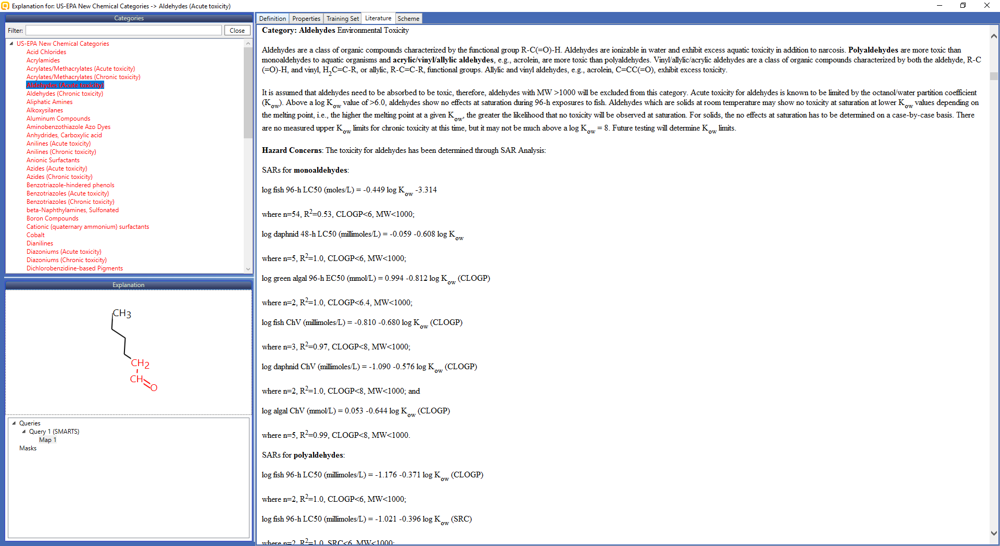 Explanation for: US-EPA New Chemical Categories -> Aldehydes (Acute toxicity)
Categories
Filter:
Close
US-EPA New Chemical Categories
Acid Chlorides
Acrylamides
Acrylates/Methacrylates (Acute toxicity)
Acrylates/Methacrylates (Chronic toxicity)
Aldehydes (Acute toxicity)
Aldehydes (Chronic toxicity)
Aliphatic Amines
Alkoxysilanes
Aluminum Compounds
Aminobenzothiazole Azo Dyes
Anhydrides, Carboxylic acid
Anilines (Acute toxicity)
Anilines (Chronic toxicity)
Anionic Surfactants
Azides (Acute toxicity)
Azides (Chronic toxicity)
Benzotriazole-hindered phenols
Benzotriazoles (Acute toxicity)
Benzotriazoles (Chronic toxicity)
beta-Naphthylamines, Sulfonated
Boron Compounds
Cationic (quaternary ammonium) surfactants
Cobalt
Dianilines
Diazoniums (Acute toxicity)
Diazoniums (Chronic toxicity)
Dichlorobenzidine-based Pigments
Explanation
CH3
CH2
CH
O
Queries
Query 1 (SMARTS)
Map 1
Masks
Definition Properties Training Set Literature Scheme
Category: Aldehydes Environmental Toxicity
Aldehydes are a class of organic compounds characterized by the functional group R-C(=O)-H. Aldehydes are ionizable in water and exhibit excess aquatic toxicity in addition to narcosis. Polyaldehydes are more toxic than
monoaldehydes to aquatic organisms and acrylic/vinyl/allylic aldehydes, e.g., acrolein, are more toxic than polyaldehydes. Vinyl/allylic/acrylic aldehydes are a class of organic compounds characterized by both the aldehyde, R-C
(=O)-H, and vinyl, H2C=C-R, or allylic, R-C=C-R, functional groups. Allylic and vinyl aldehydes, e.g., acrolein, C=CC(=O), exhibit excess toxicity.
It is assumed that aldehydes need to be absorbed to be toxic, therefore, aldehydes with MW >1000 will be excluded from this category. Acute toxicity for aldehydes is known to be limited by the octanol/water partition coefficient
(Kow). Above a log Kow value of >6.0, aldehydes show no effects at saturation during 96-h exposures to fish. Aldehydes which are solids at room temperature may show no toxicity at saturation at lower Kow values depending on
the melting point, i.e., the higher the melting point at a given Kow, the greater the likelihood that no toxicity will be observed at saturation. For solids, the no effects at saturation has to be determined on a case-by-case basis. There
are no measured upper Kow limits for chronic toxicity at this time, but it may not be much above a log Kow = 8. Future testing will determine Kow limits.
Hazard Concerns: The toxicity for aldehydes has been determined through SAR Analysis:
SARs for monoaldehydes:
log fish 96-h LC50 (moles/L) = -0.449 log Kow -3.314
where n=54, R2=0.53, CLOGP<6, MW<1000;
log daphnid 48-h LC50 (millimoles/L) = -0.059 -0.608 log Kow
where n=5, R2=1.0, CLOGP<6, MW<1000;
log green algal 96-h EC50 (mmol/L) = 0.994 -0.812 log Kow (CLOGP)
where n=2, R2=1.0, CLOGP<6.4, MW<1000;
log fish ChV (millimoles/L) = -0.810 -0.680 log Kow (CLOGP)
where n=3, R2=0.97, CLOGP<8, MW<1000;
log daphnid ChV (millimoles/L) = -1.090 -0.576 log Kow (CLOGP)
where n=2, R2=1.0, CLOGP<8, MW<1000; and
log algal ChV (mmol/L) = 0.053 -0.644 log Kow (CLOGP)
where n=5, R2=0.99, CLOGP<8, MW<1000.
SARs for polyaldehydes:
log fish 96-h LC50 (millimoles/L) = -1.176 -0.371 log Kow (CLOGP)
where n=2, R2=1.0, CLOGP<6, MW<1000;
log fish 96-h LC50 (millimoles/L) = -1.021 -0.396 log Kow (SRC)
where n=2, R2=1.0, SRC<6, MW<1000;